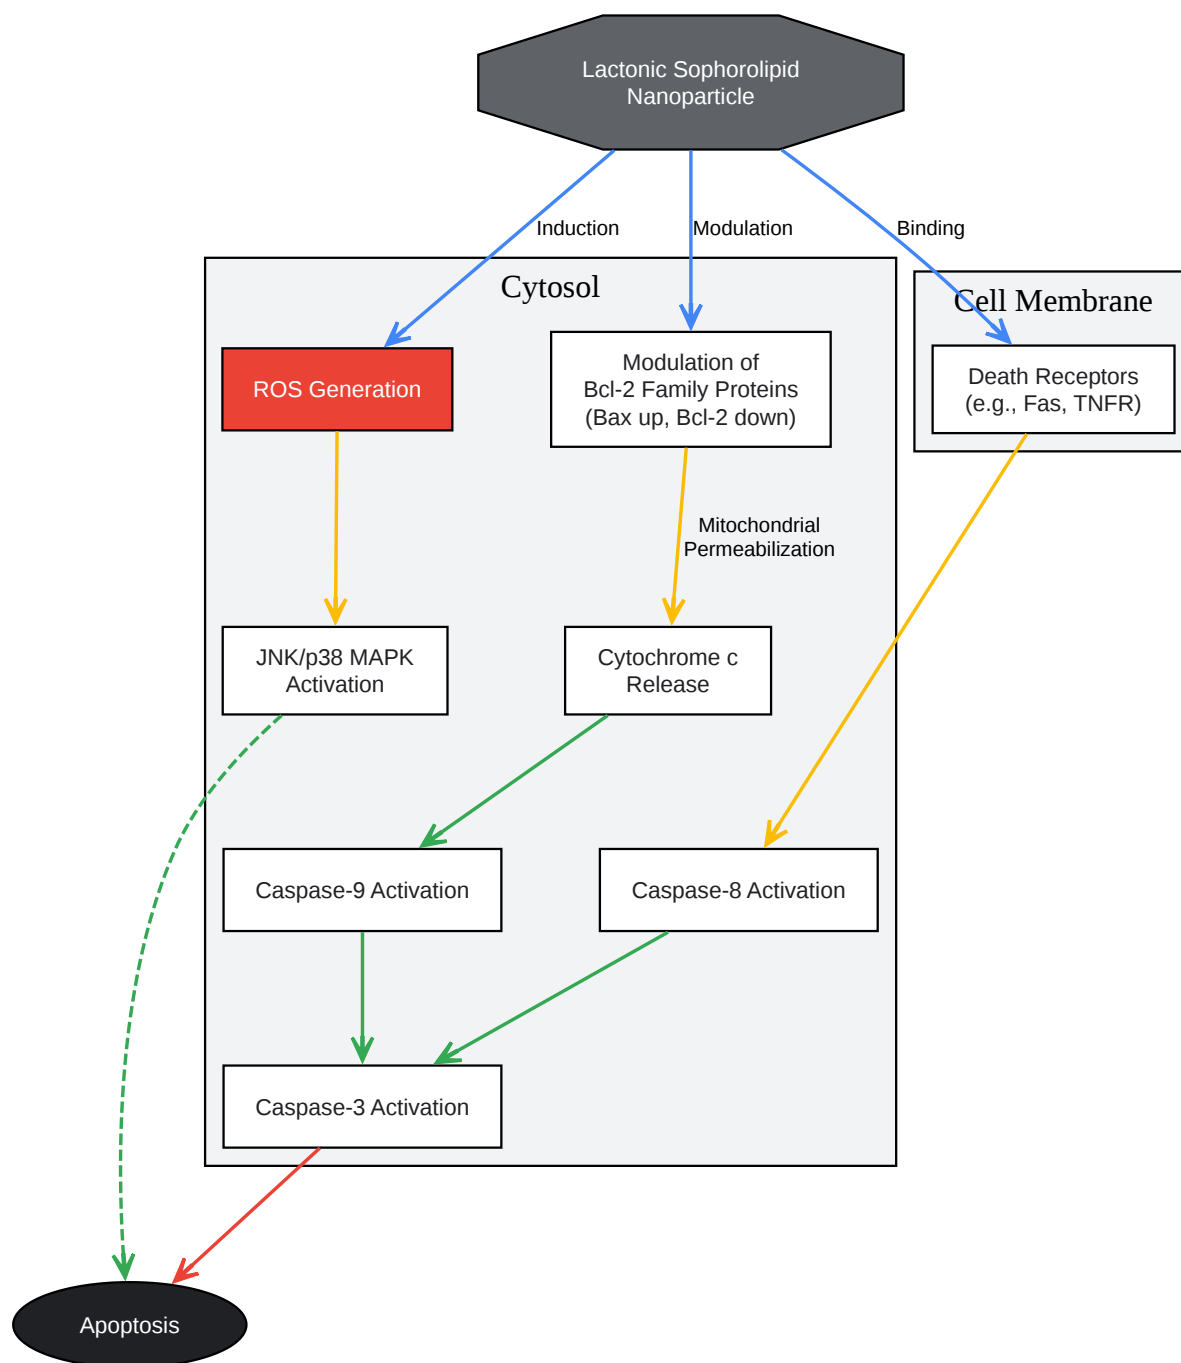 Lactonic Sophorolipid
Nanoparticle
Induction
Modulation
Binding
Cytosol
Cell Membrane
ROS Generation
Modulation of
Bcl-2 Family Proteins
(Bax up, Bcl-2 down)
Death Receptors
(e.g., Fas, TNFR)
Mitochondrial
Permeabilization
JNK/p38 MAPK
Activation
Cytochrome c
Release
Caspase-9 Activation
Caspase-8 Activation
Caspase-3 Activation
Apoptosis